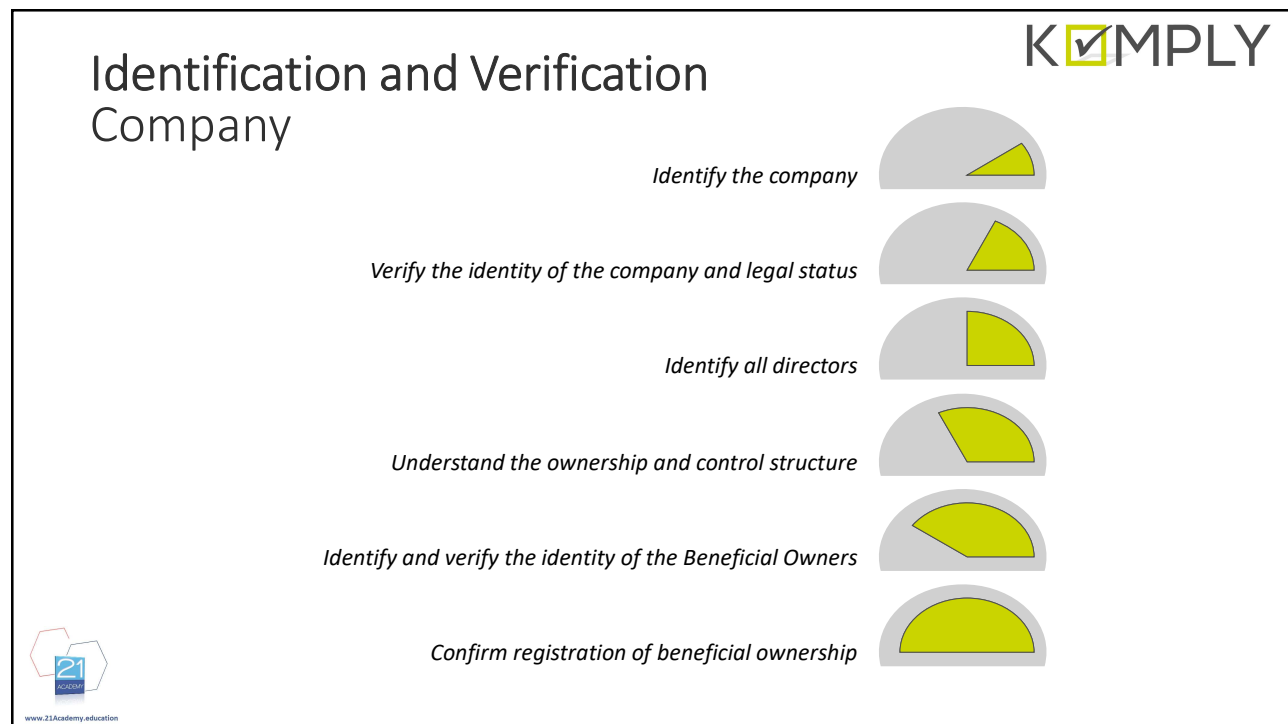 KOMPLY
Identification and Verification
Company
Identify the company
Verify the identity of the company and legal status
Identify all directors
Understand the ownership and control structure
Identify and verify the identity of the Beneficial Owners
Confirm registration of beneficial ownership
21
ACADEMY
www.21Academy.education